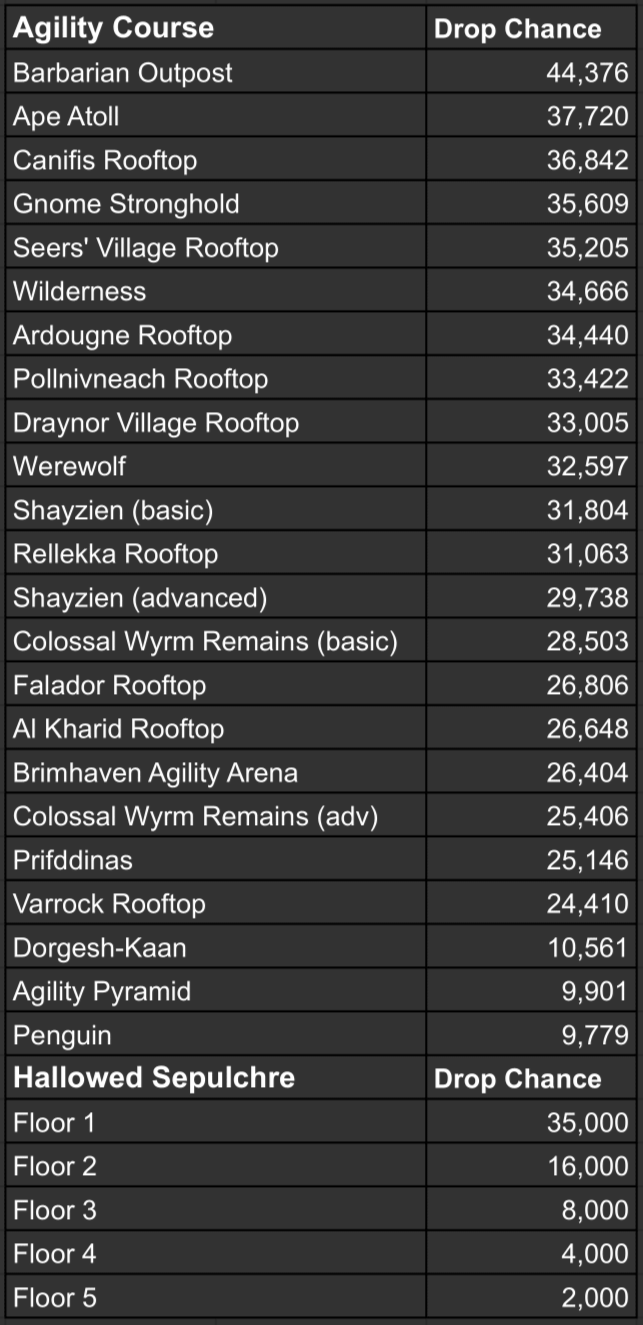 Agility Course Drop Chance
Barbarian Outpost 44,376
Ape Atoll 37,720
Canifis Rooftop 36,842
Gnome Stronghold 35,609
Seers' Village Rooftop 35,205
Wilderness 34,666
Ardougne Rooftop 34,440
Pollnivneach Rooftop 33,422
Draynor Village Rooftop 33,005
Werewolf 32,597
Shayzien (basic) 31,804
Rellekka Rooftop 31,063
Shayzien (advanced) 29,738
Colossal Wyrm Remains (basic) 28,503
Falador Rooftop 26,806
Al Kharid Rooftop 26,648
Brimhaven Agility Arena 26,404
Colossal Wyrm Remains (adv) 25,406
Prifddinas 25,146
Varrock Rooftop 24,410
Dorgesh-Kaan 10,561
Agility Pyramid 9,901
Penguin 9,779
Hallowed Sepulchre Drop Chance
Floor 1 35,000
Floor 2 16,000
Floor 3 8,000
Floor 4 4,000
Floor 5 2,000